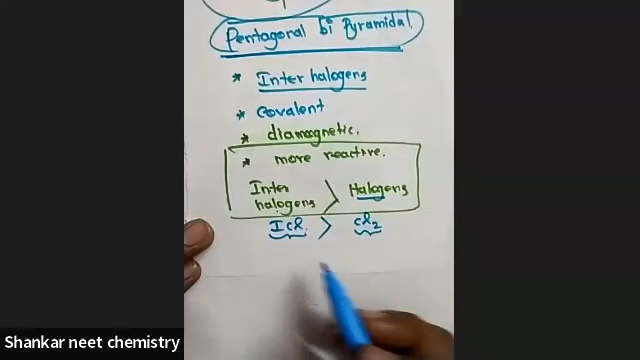 Pentagonal bi Pyramidal
* Inter halogens
* Covalent
* diamagnetic.
* more reactive.
Inter halogens > Halogens
ICl. > Cl2
Shankar neet chemistry